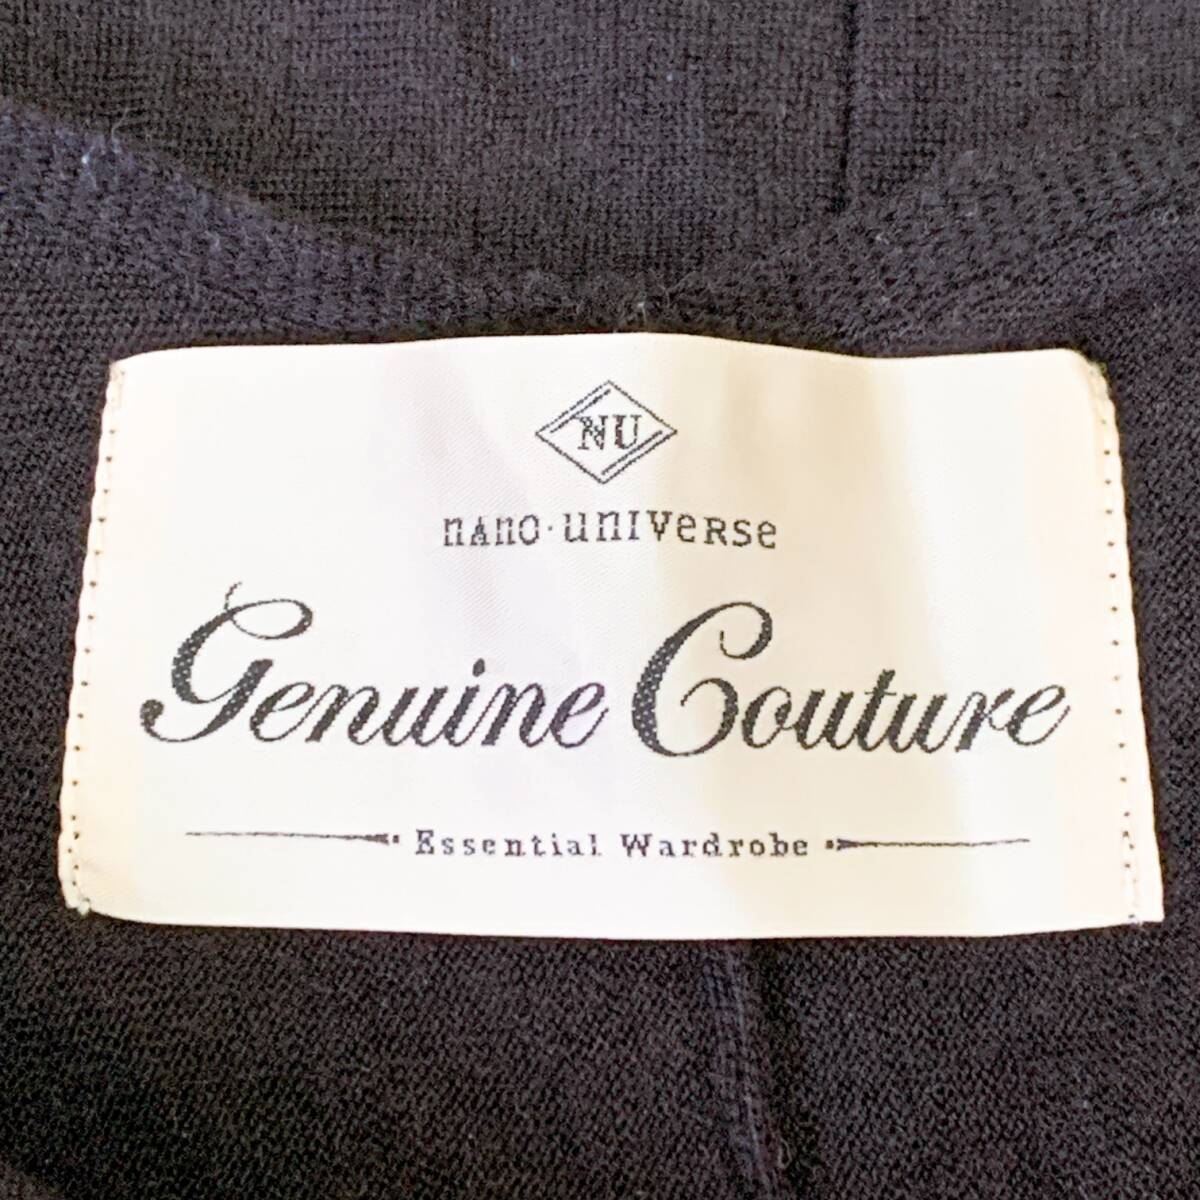 NU
nAno·unIVeRSe
Genuine Couture
Essential Wardrobe